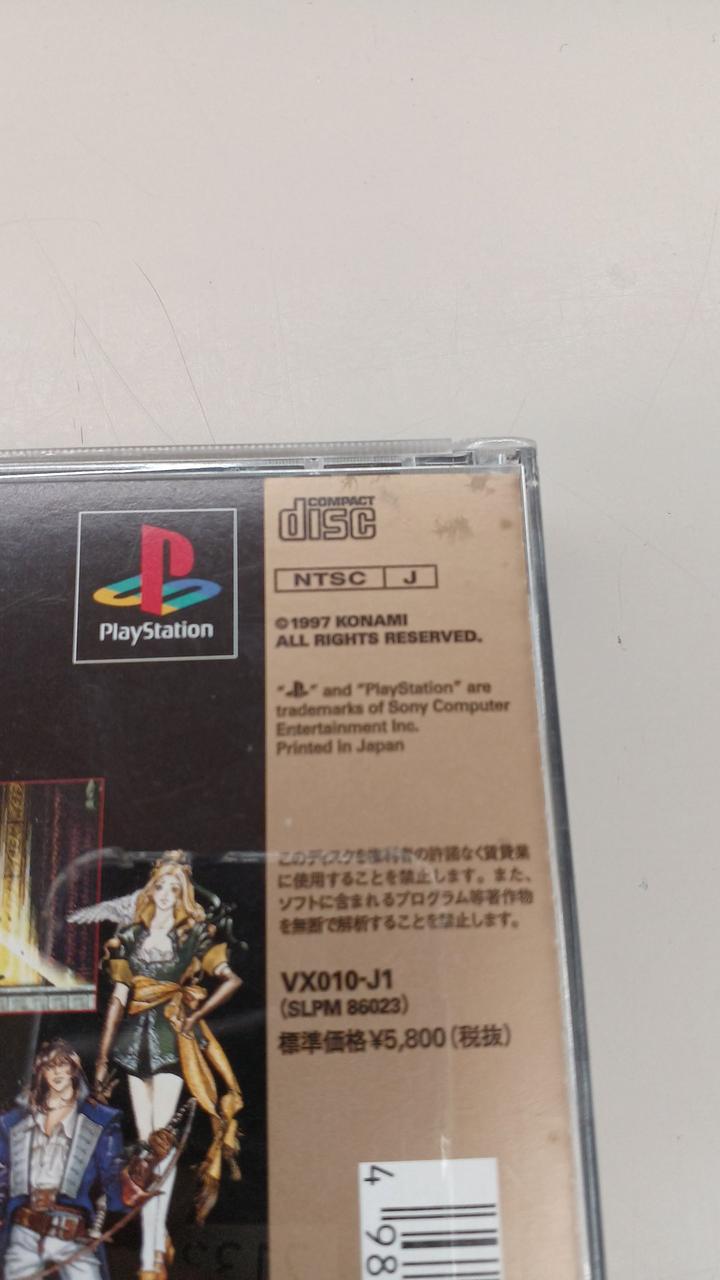 PlayStation
COMPACT
disc
NTSC J
©1997 KONAMI
ALL RIGHTS RESERVED.
" " and "PlayStation" are
trademarks of Sony Computer
Entertainment Inc.
Printed in Japan
このディスクを権利者の許諾なく賃貸業
に使用することを禁止します。また、
ソフトに含まれるプログラム等著作物
を無断で解析することを禁止します。
VX010-J1
(SLPM 86023)
標準価格¥5,800(税抜)
4 98